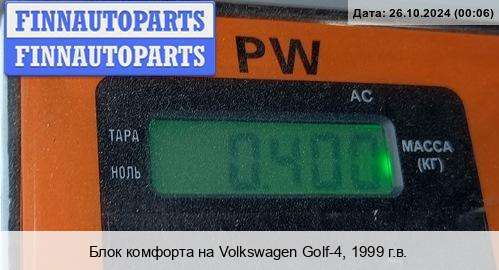 FINNAUTOPARTS
FINNAUTOPARTS
Дата: 26.10.2024 (00:06)
PW
AC
ТАРА
НОЛЬ
0.400
МАССА
(КГ)
Блок комфорта на Volkswagen Golf-4, 1999 г.в.